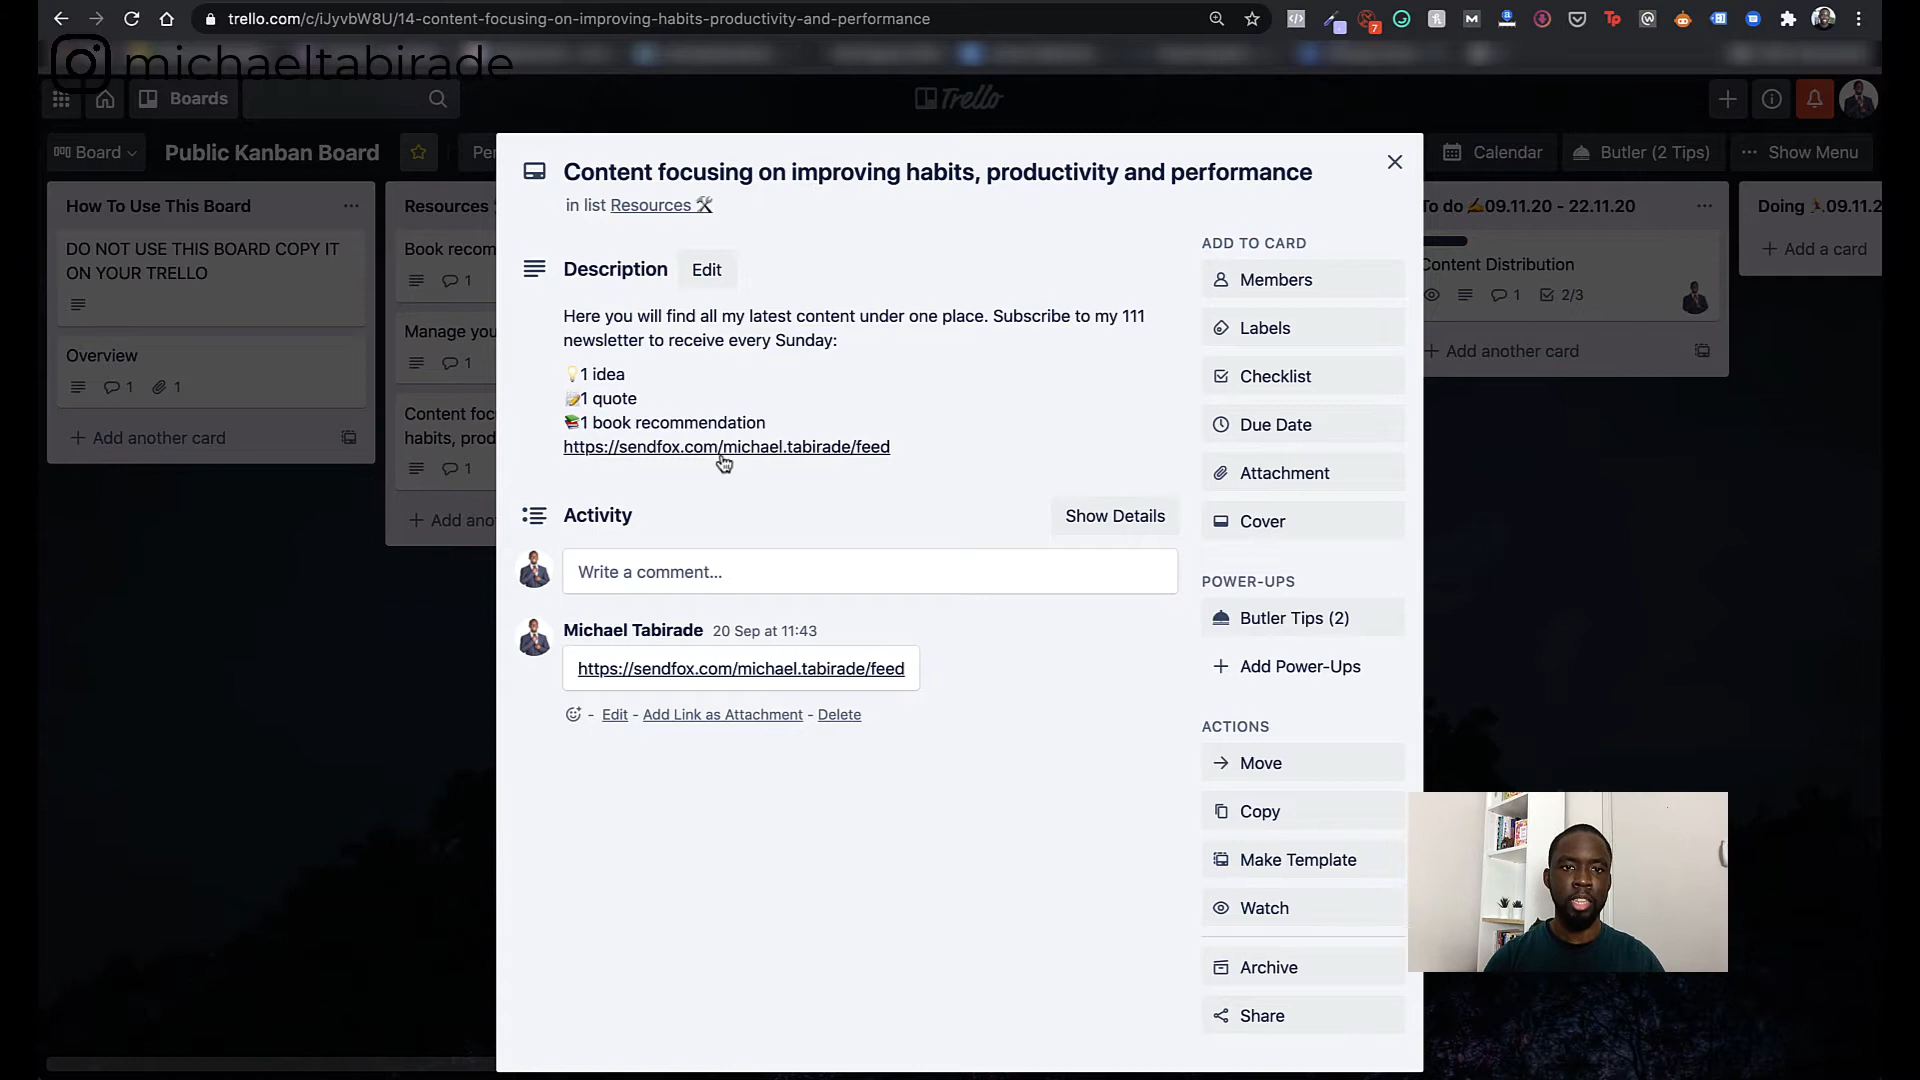 trello.com/c/iJyvbW8U/14-content-focusing-on-improving-habits-productivity-and-performance
7
michaeltabirade
Boards
Trello
Board
Public Kanban Board
Calendar
Butler (2 Tips)
Show Menu
How To Use This Board
DO NOT USE THIS BOARD COPY IT
ON YOUR TRELLO
Overview
1
1
+ Add another card
Resources
Book recom
1
Manage you
1
Content foc
habits, prod
1
+ Add ano
Content focusing on improving habits, productivity and performance
in list Resources 🛠
Description
Edit
Here you will find all my latest content under one place. Subscribe to my 111
newsletter to receive every Sunday:
💡1 idea
📝1 quote
📚1 book recommendation
https://sendfox.com/michael.tabirade/feed
Activity
Show Details
Write a comment...
Michael Tabirade 20 Sep at 11:43
https://sendfox.com/michael.tabirade/feed
- Edit - Add Link as Attachment - Delete
ADD TO CARD
Members
Labels
Checklist
Due Date
Attachment
Cover
POWER-UPS
Butler Tips (2)
+ Add Power-Ups
ACTIONS
→ Move
Copy
Make Template
Watch
Archive
Share
To do ✍09.11.20 - 22.11.20
Content Distribution
1
2/3
+ Add another card
Doing 🏃09.11.2
+ Add a card